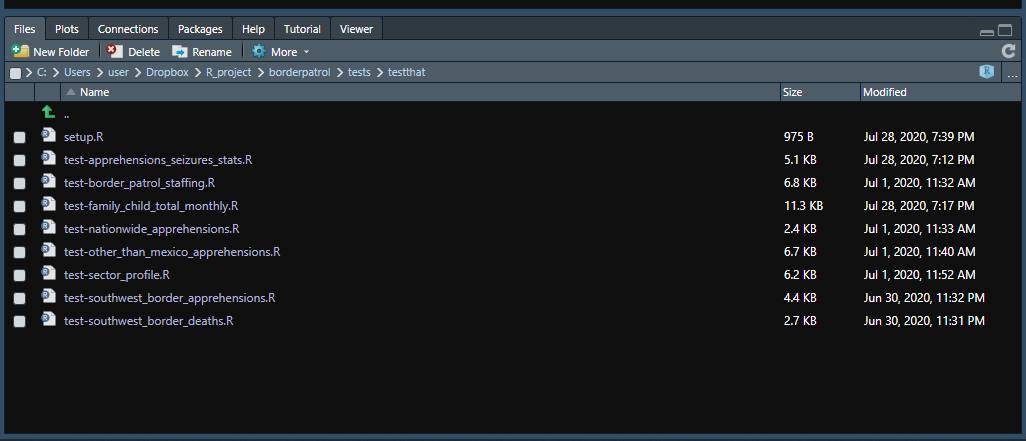 Files Plots Connections Packages Help Tutorial Viewer
New Folder Delete Rename More
C: Users user Dropbox R_project borderpatrol tests testthat R ...
Name Size Modified
..
setup.R 975 B Jul 28, 2020, 7:39 PM
test-apprehensions_seizures_stats.R 5.1 KB Jul 28, 2020, 7:12 PM
test-border_patrol_staffing.R 6.8 KB Jul 1, 2020, 11:32 AM
test-family_child_total_monthly.R 11.3 KB Jul 28, 2020, 7:17 PM
test-nationwide_apprehensions.R 2.4 KB Jul 1, 2020, 11:33 AM
test-other_than_mexico_apprehensions.R 6.7 KB Jul 1, 2020, 11:40 AM
test-sector_profile.R 6.2 KB Jul 1, 2020, 11:52 AM
test-southwest_border_apprehensions.R 4.4 KB Jun 30, 2020, 11:32 PM
test-southwest_border_deaths.R 2.7 KB Jun 30, 2020, 11:31 PM